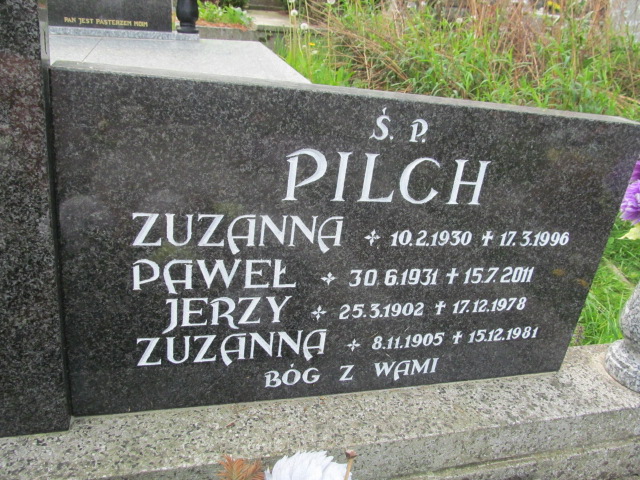 PAN JEST PASTERZEM MOIM
Ś. P.
PILCH
ZUZANNA ✣ 10.2.1930 ✝ 17.3.1996
PAWEŁ ✣ 30.6.1931 ✝ 15.7.2011
JERZY ✣ 25.3.1902 ✝ 17.12.1978
ZUZANNA ✣ 8.11.1905 ✝ 15.12.1981
BÓG Z WAMI